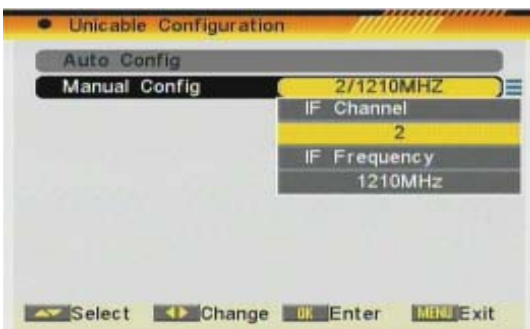 Unicable Configuration
Auto Config
Manual Config 2/1210MHZ
IF Channel
2
IF Frequency
1210MHz
Select Change OK Enter MENU Exit